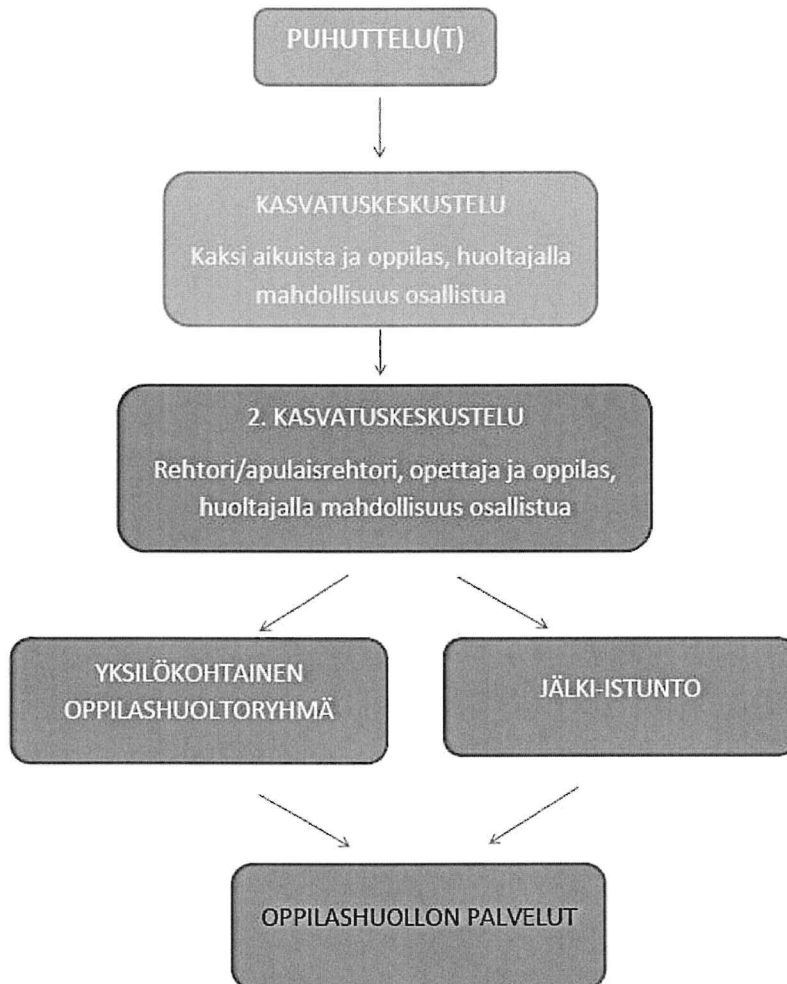 PUHUTTELU(T)
KASVATUSKESKUSTELU
Kaksi aikuista ja oppilas, huoltajalla
mahdollisuus osallistua
2. KASVATUSKESKUSTELU
Rehtori/apulaisrehtori, opettaja ja oppilas,
huoltajalla mahdollisuus osallistua
YKSILÖKOHTAINEN
OPPILASHUOLTORYHMÄ
JÄLKI-ISTUNTO
OPPILASHUOLLON PALVELUT